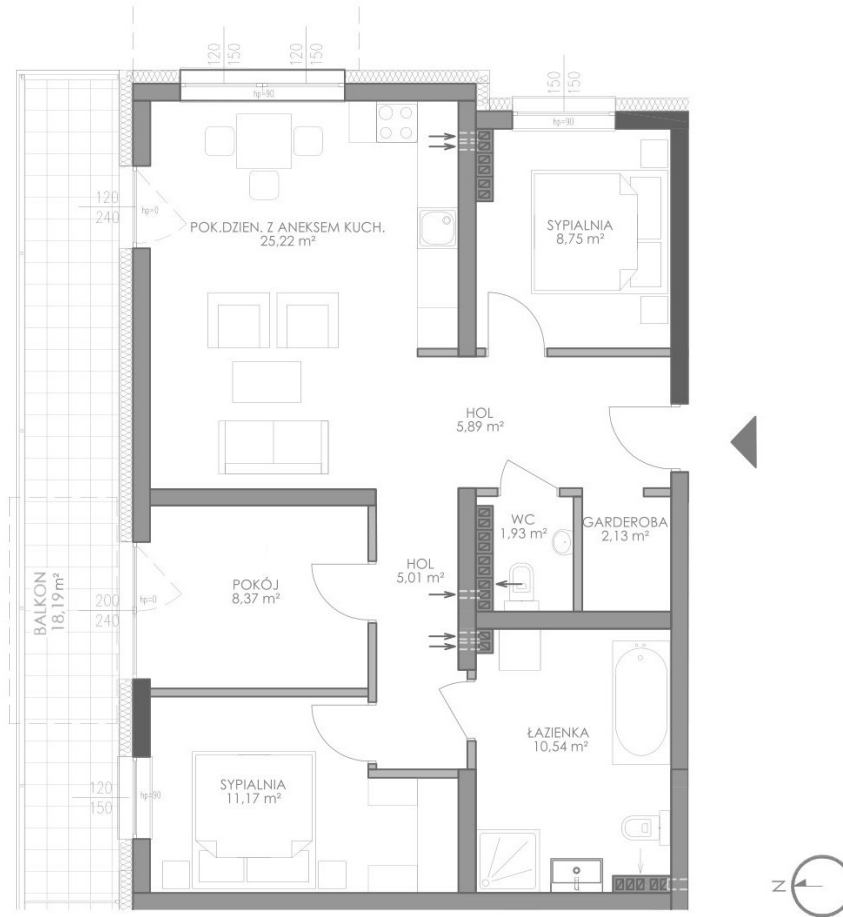 120 120
150 150
150
150
hp=90
hp=90
120
240
hp=0
POK.DZIEN. Z ANEKSEM KUCH.
25,22 m²
SYPIALNIA
8,75 m²
HOL
5,89 m²
WC
1,93 m²
GARDEROBA
2,13 m²
HOL
5,01 m²
POKÓJ
8,37 m²
BALKON
18,19 m²
200
240
hp=0
ŁAZIENKA
10,54 m²
SYPIALNIA
11,17 m²
120
150
hp=90
N